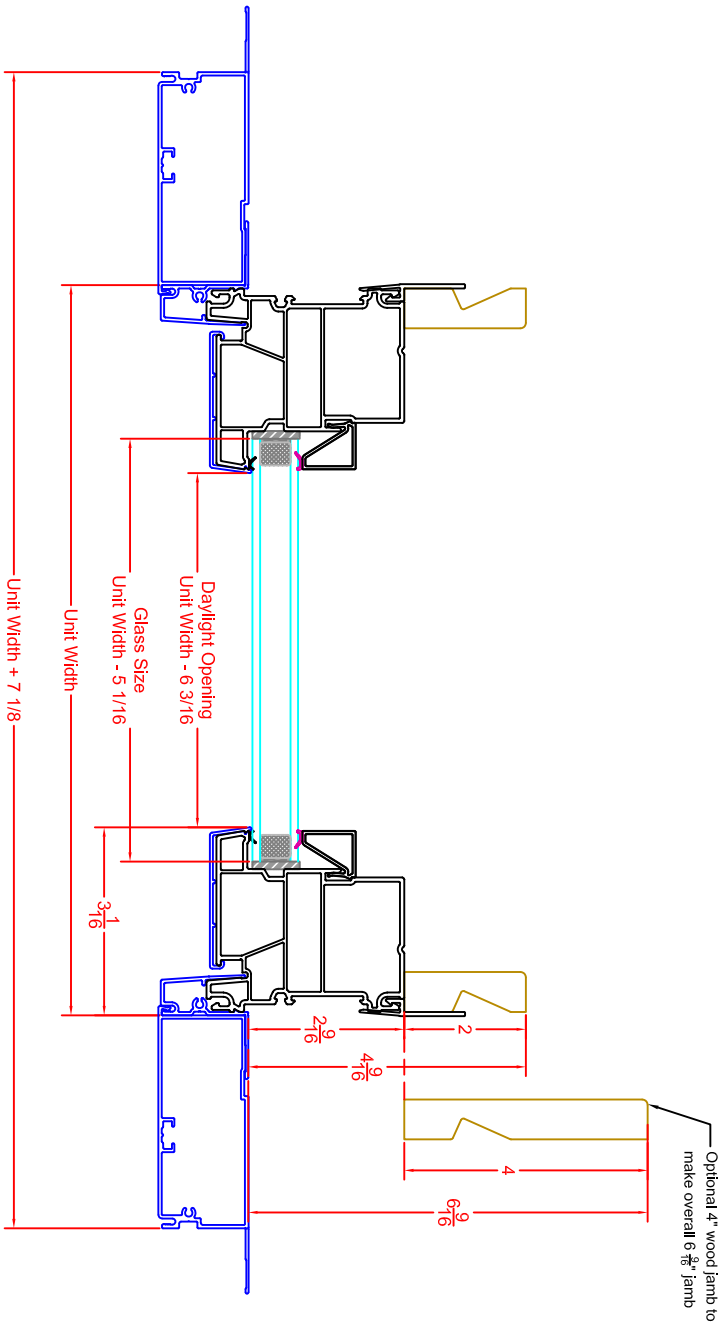 Optional 4" wood jamb to
make overall 6 9/16" jamb
2
4
2 9/16
4 9/16
6 9/16
3 1/16
Daylight Opening
Unit Width - 6 3/16
Glass Size
Unit Width - 5 1/16
Unit Width
Unit Width + 7 1/8